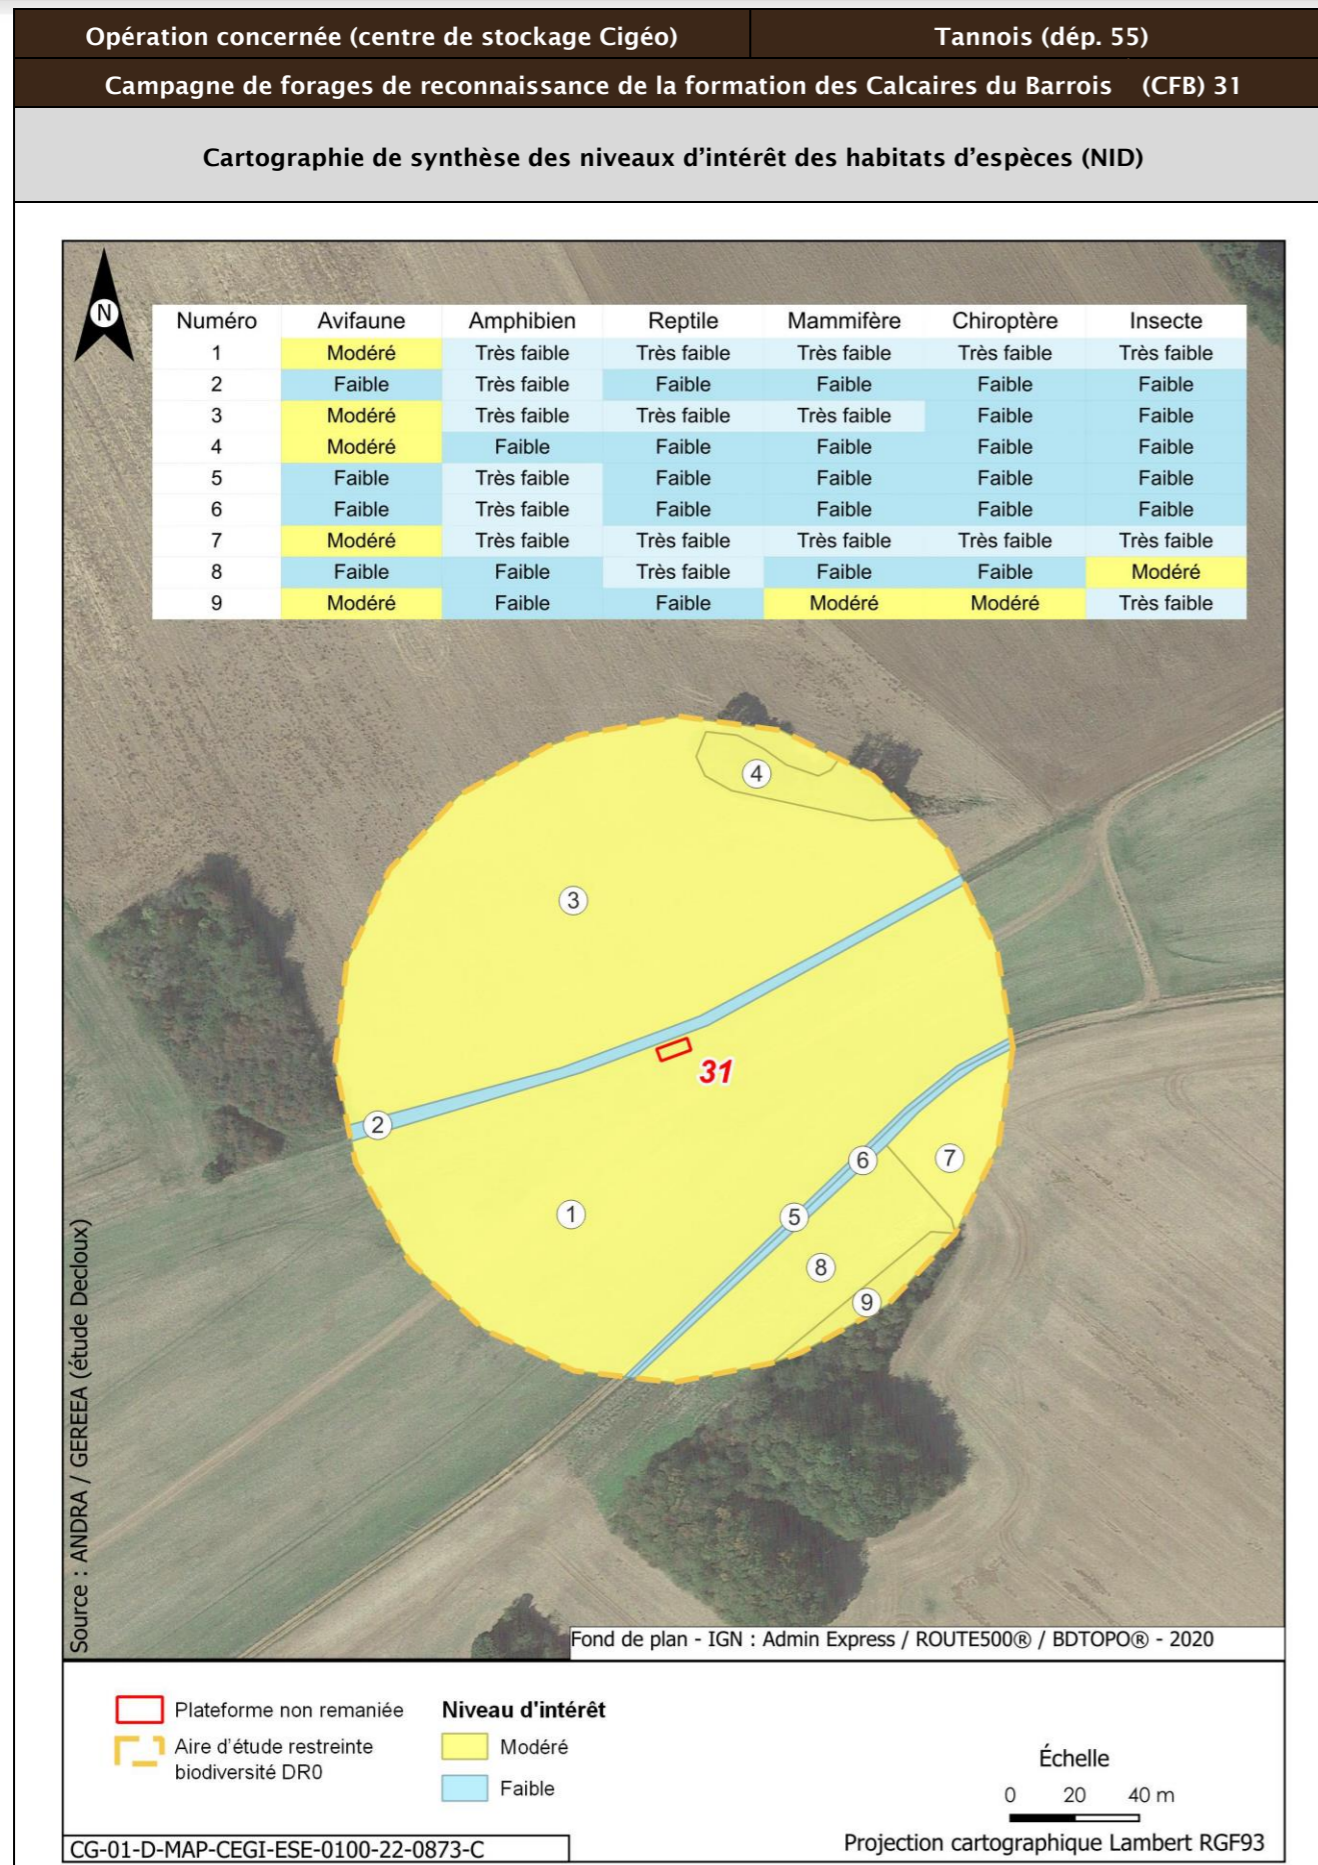 Opération concernée (centre de stockage Cigéo) Tannois (dép. 55)
Campagne de forages de reconnaissance de la formation des Calcaires du Barrois (CFB) 31
Cartographie de synthèse des niveaux d'intérêt des habitats d'espèces (NID)
N
Numéro Avifaune Amphibien Reptile Mammifère Chiroptère Insecte
1 Modéré Très faible Très faible Très faible Très faible Très faible
2 Faible Très faible Faible Faible Faible Faible
3 Modéré Très faible Très faible Très faible Faible Faible
4 Modéré Faible Faible Faible Faible Faible
5 Faible Très faible Faible Faible Faible Faible
6 Faible Très faible Faible Faible Faible Faible
7 Modéré Très faible Très faible Très faible Très faible Très faible
8 Faible Faible Très faible Faible Faible Modéré
9 Modéré Faible Faible Modéré Modéré Très faible
4
3
31
2
6
7
1
5
8
9
Source : ANDRA / GEREEA (étude Decloux)
Fond de plan - IGN : Admin Express / ROUTE500® / BDTOPO® - 2020
Plateforme non remaniée
Aire d'étude restreinte
biodiversité DR0
Niveau d'intérêt
Modéré
Faible
Échelle
0 20 40 m
Projection cartographique Lambert RGF93
CG-01-D-MAP-CEGI-ESE-0100-22-0873-C